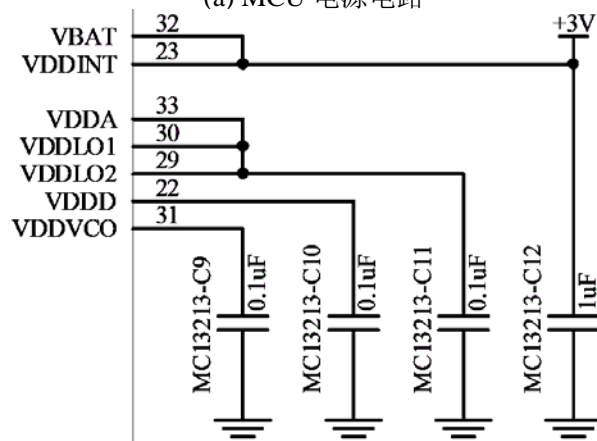 (a) MCU 电源电路
VBAT 32
+3V
VDDINT 23
VDDA 33
VDDLO1 30
VDDLO2 29
VDDD 22
VDDVCO 31
MC13213-C9
0.1uF
MC13213-C10
0.1uF
MC13213-C11
0.1uF
MC13213-C12
1uF